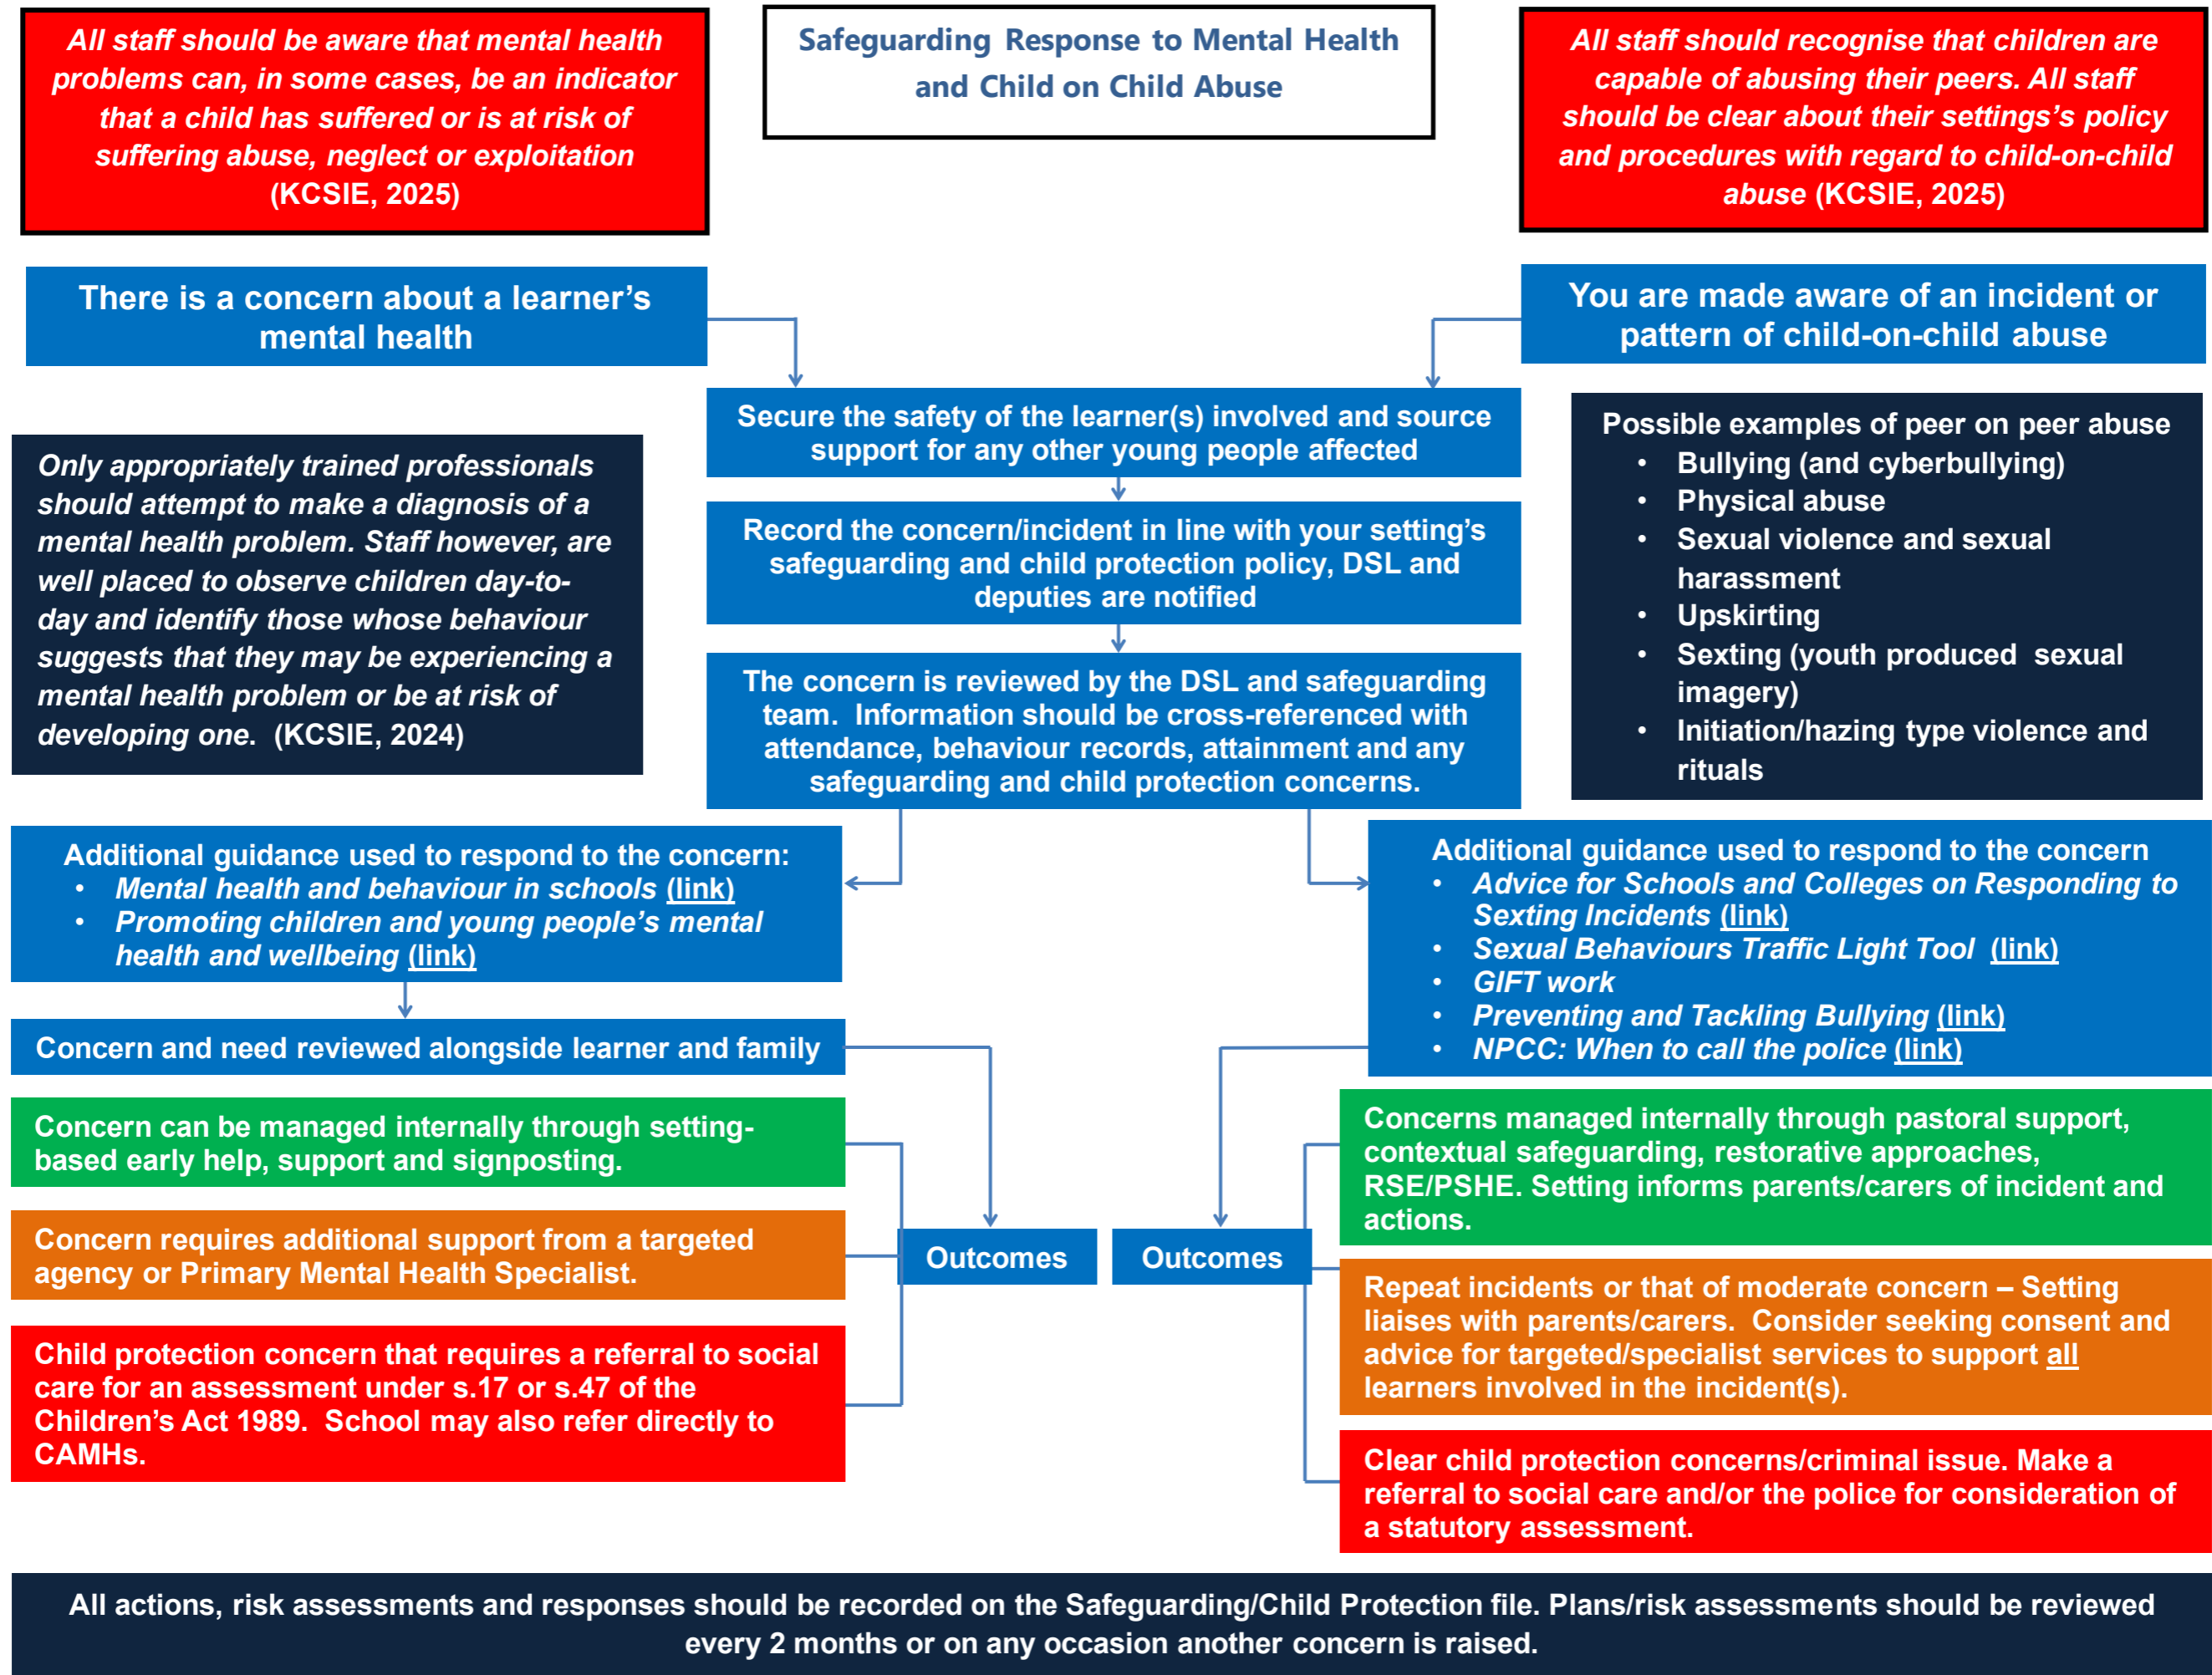 All staff should be aware that mental health
problems can, in some cases, be an indicator
that a child has suffered or is at risk of
suffering abuse, neglect or exploitation
(KCSIE, 2025)
Safeguarding Response to Mental Health
and Child on Child Abuse
All staff should recognise that children are
capable of abusing their peers. All staff
should be clear about their settings's policy
and procedures with regard to child-on-child
abuse (KCSIE, 2025)
There is a concern about a learner's
mental health
You are made aware of an incident or
pattern of child-on-child abuse
Secure the safety of the learner(s) involved and source
support for any other young people affected
Record the concern/incident in line with your setting's
safeguarding and child protection policy, DSL and
deputies are notified
The concern is reviewed by the DSL and safeguarding
team. Information should be cross-referenced with
attendance, behaviour records, attainment and any
safeguarding and child protection concerns.
Only appropriately trained professionals
should attempt to make a diagnosis of a
mental health problem. Staff however, are
well placed to observe children day-to-
day and identify those whose behaviour
suggests that they may be experiencing a
mental health problem or be at risk of
developing one. (KCSIE, 2024)
Possible examples of peer on peer abuse
• Bullying (and cyberbullying)
• Physical abuse
• Sexual violence and sexual
harassment
• Upskirting
• Sexting (youth produced sexual
imagery)
• Initiation/hazing type violence and
rituals
Additional guidance used to respond to the concern:
• Mental health and behaviour in schools (link)
• Promoting children and young people's mental
health and wellbeing (link)
Additional guidance used to respond to the concern
• Advice for Schools and Colleges on Responding to
Sexting Incidents (link)
• Sexual Behaviours Traffic Light Tool (link)
• GIFT work
• Preventing and Tackling Bullying (link)
• NPCC: When to call the police (link)
Concern and need reviewed alongside learner and family
Concern can be managed internally through setting-
based early help, support and signposting.
Concern requires additional support from a targeted
agency or Primary Mental Health Specialist.
Child protection concern that requires a referral to social
care for an assessment under s.17 or s.47 of the
Children's Act 1989. School may also refer directly to
CAMHs.
Outcomes
Outcomes
Concerns managed internally through pastoral support,
contextual safeguarding, restorative approaches,
RSE/PSHE. Setting informs parents/carers of incident and
actions.
Repeat incidents or that of moderate concern – Setting
liaises with parents/carers. Consider seeking consent and
advice for targeted/specialist services to support all
learners involved in the incident(s).
Clear child protection concerns/criminal issue. Make a
referral to social care and/or the police for consideration of
a statutory assessment.
All actions, risk assessments and responses should be recorded on the Safeguarding/Child Protection file. Plans/risk assessments should be reviewed
every 2 months or on any occasion another concern is raised.